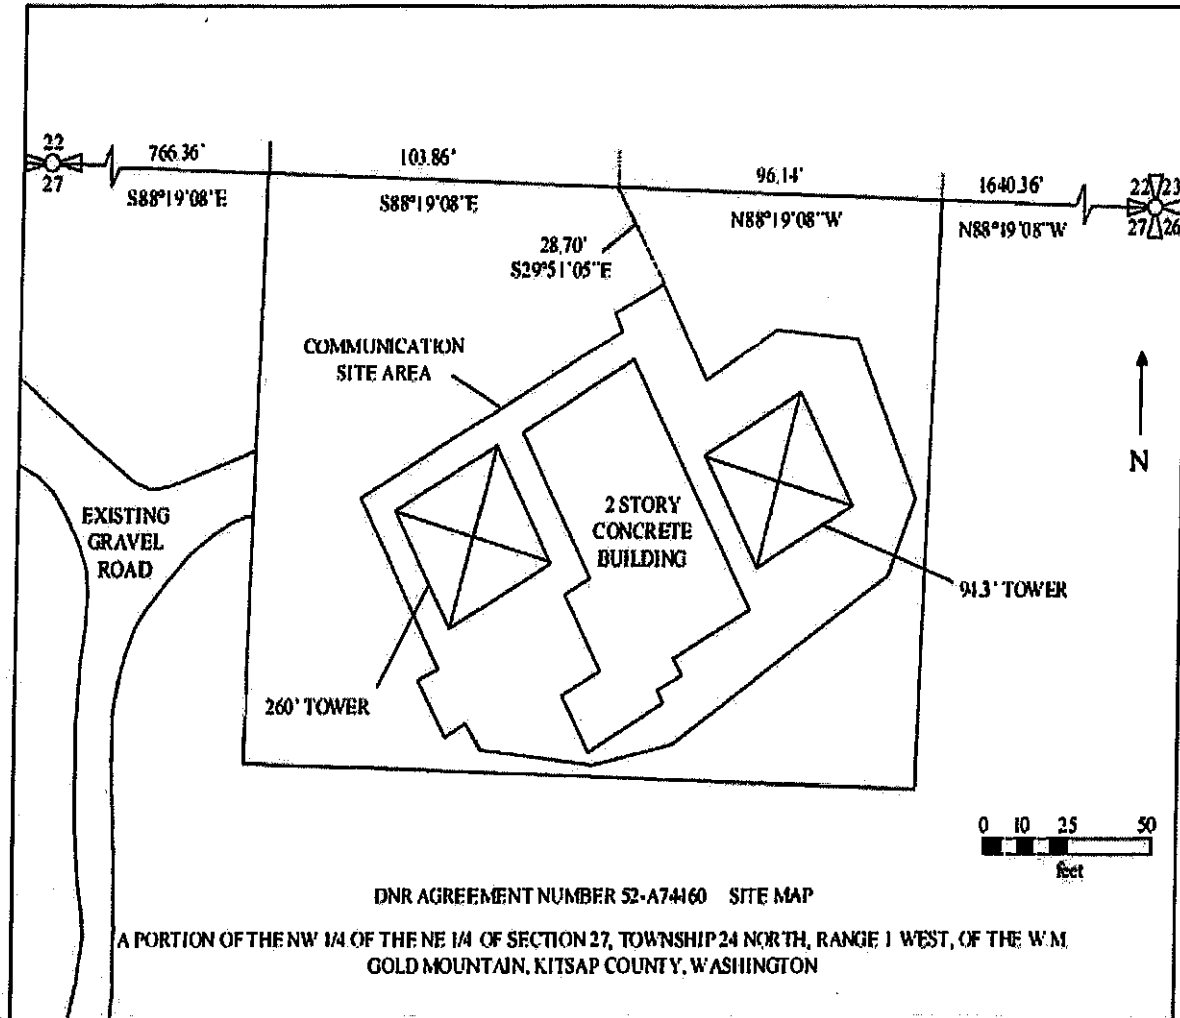 22
27
766.36'
S88°19'08"E
103.86'
S88°19'08"E
96.14'
N88°19'08"W
1640.36'
N88°19'08"W
22 23
27 26
28.70'
S29°51'05"E
COMMUNICATION
SITE AREA
N
EXISTING
GRAVEL
ROAD
2 STORY
CONCRETE
BUILDING
94.3' TOWER
260' TOWER
0 10 25 50
feet
DNR AGREEMENT NUMBER 52-A74160 SITE MAP
A PORTION OF THE NW 1/4 OF THE NE 1/4 OF SECTION 27, TOWNSHIP 24 NORTH, RANGE 1 WEST, OF THE W.M.
GOLD MOUNTAIN, KITSAP COUNTY, WASHINGTON